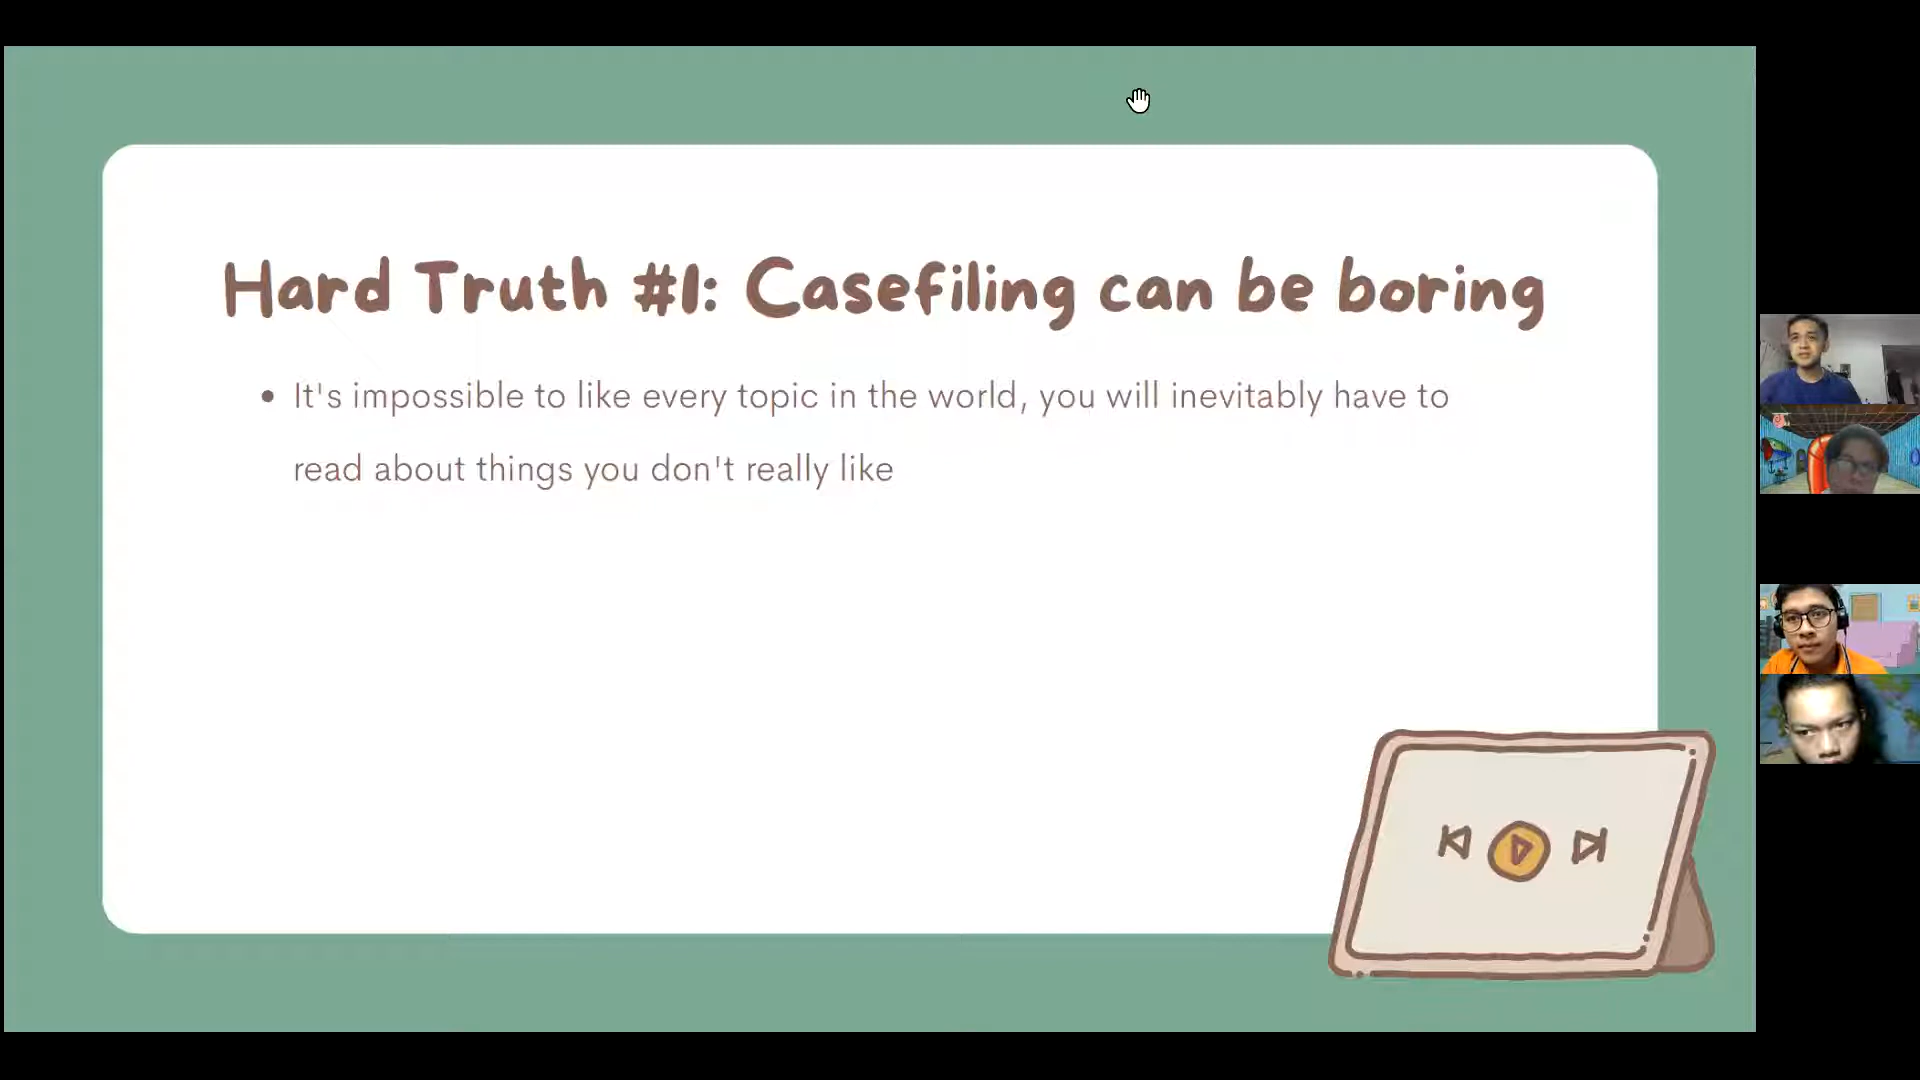 Hard Truth #1: Casefiling can be boring
• It's impossible to like every topic in the world, you will inevitably have to
read about things you don't really like